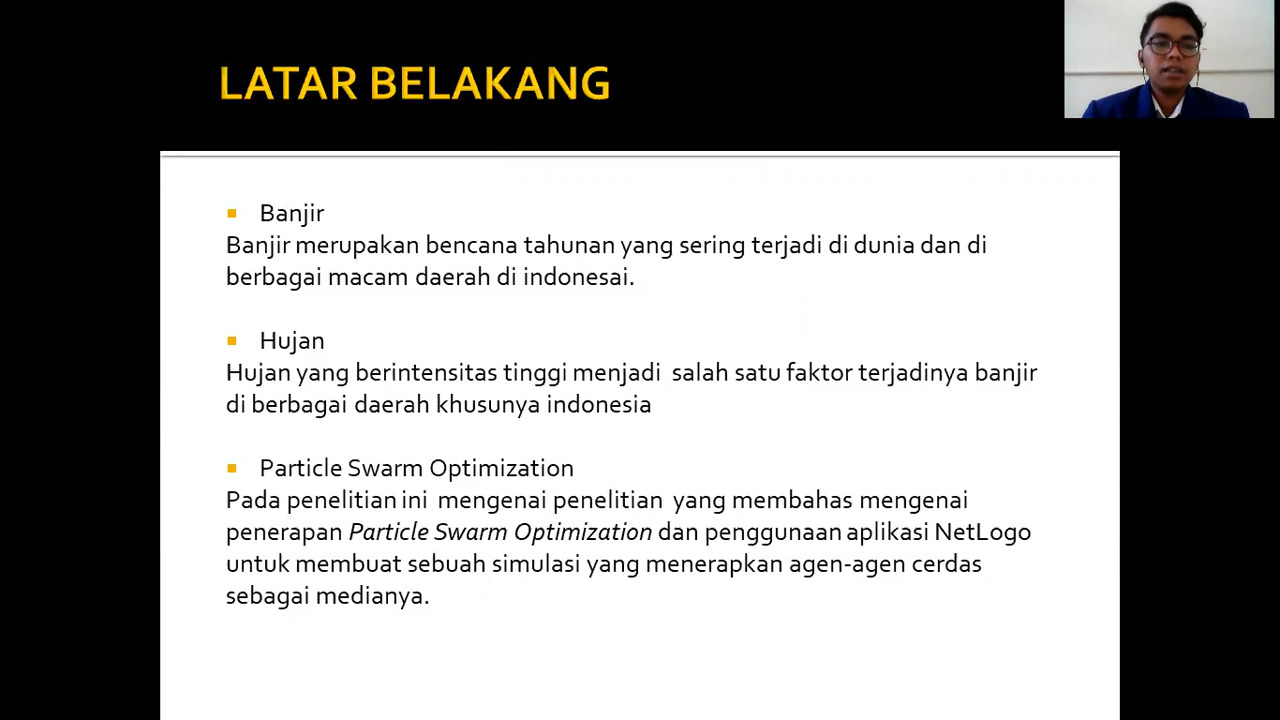 LATAR BELAKANG
Banjir
Banjir merupakan bencana tahunan yang sering terjadi di dunia dan di
berbagai macam daerah di indonesai.
Hujan
Hujan yang berintensitas tinggi menjadi salah satu faktor terjadinya banjir
di berbagai daerah khusunya indonesia
Particle Swarm Optimization
Pada penelitian ini mengenai penelitian yang membahas mengenai
penerapan Particle Swarm Optimization dan penggunaan aplikasi NetLogo
untuk membuat sebuah simulasi yang menerapkan agen-agen cerdas
sebagai medianya.